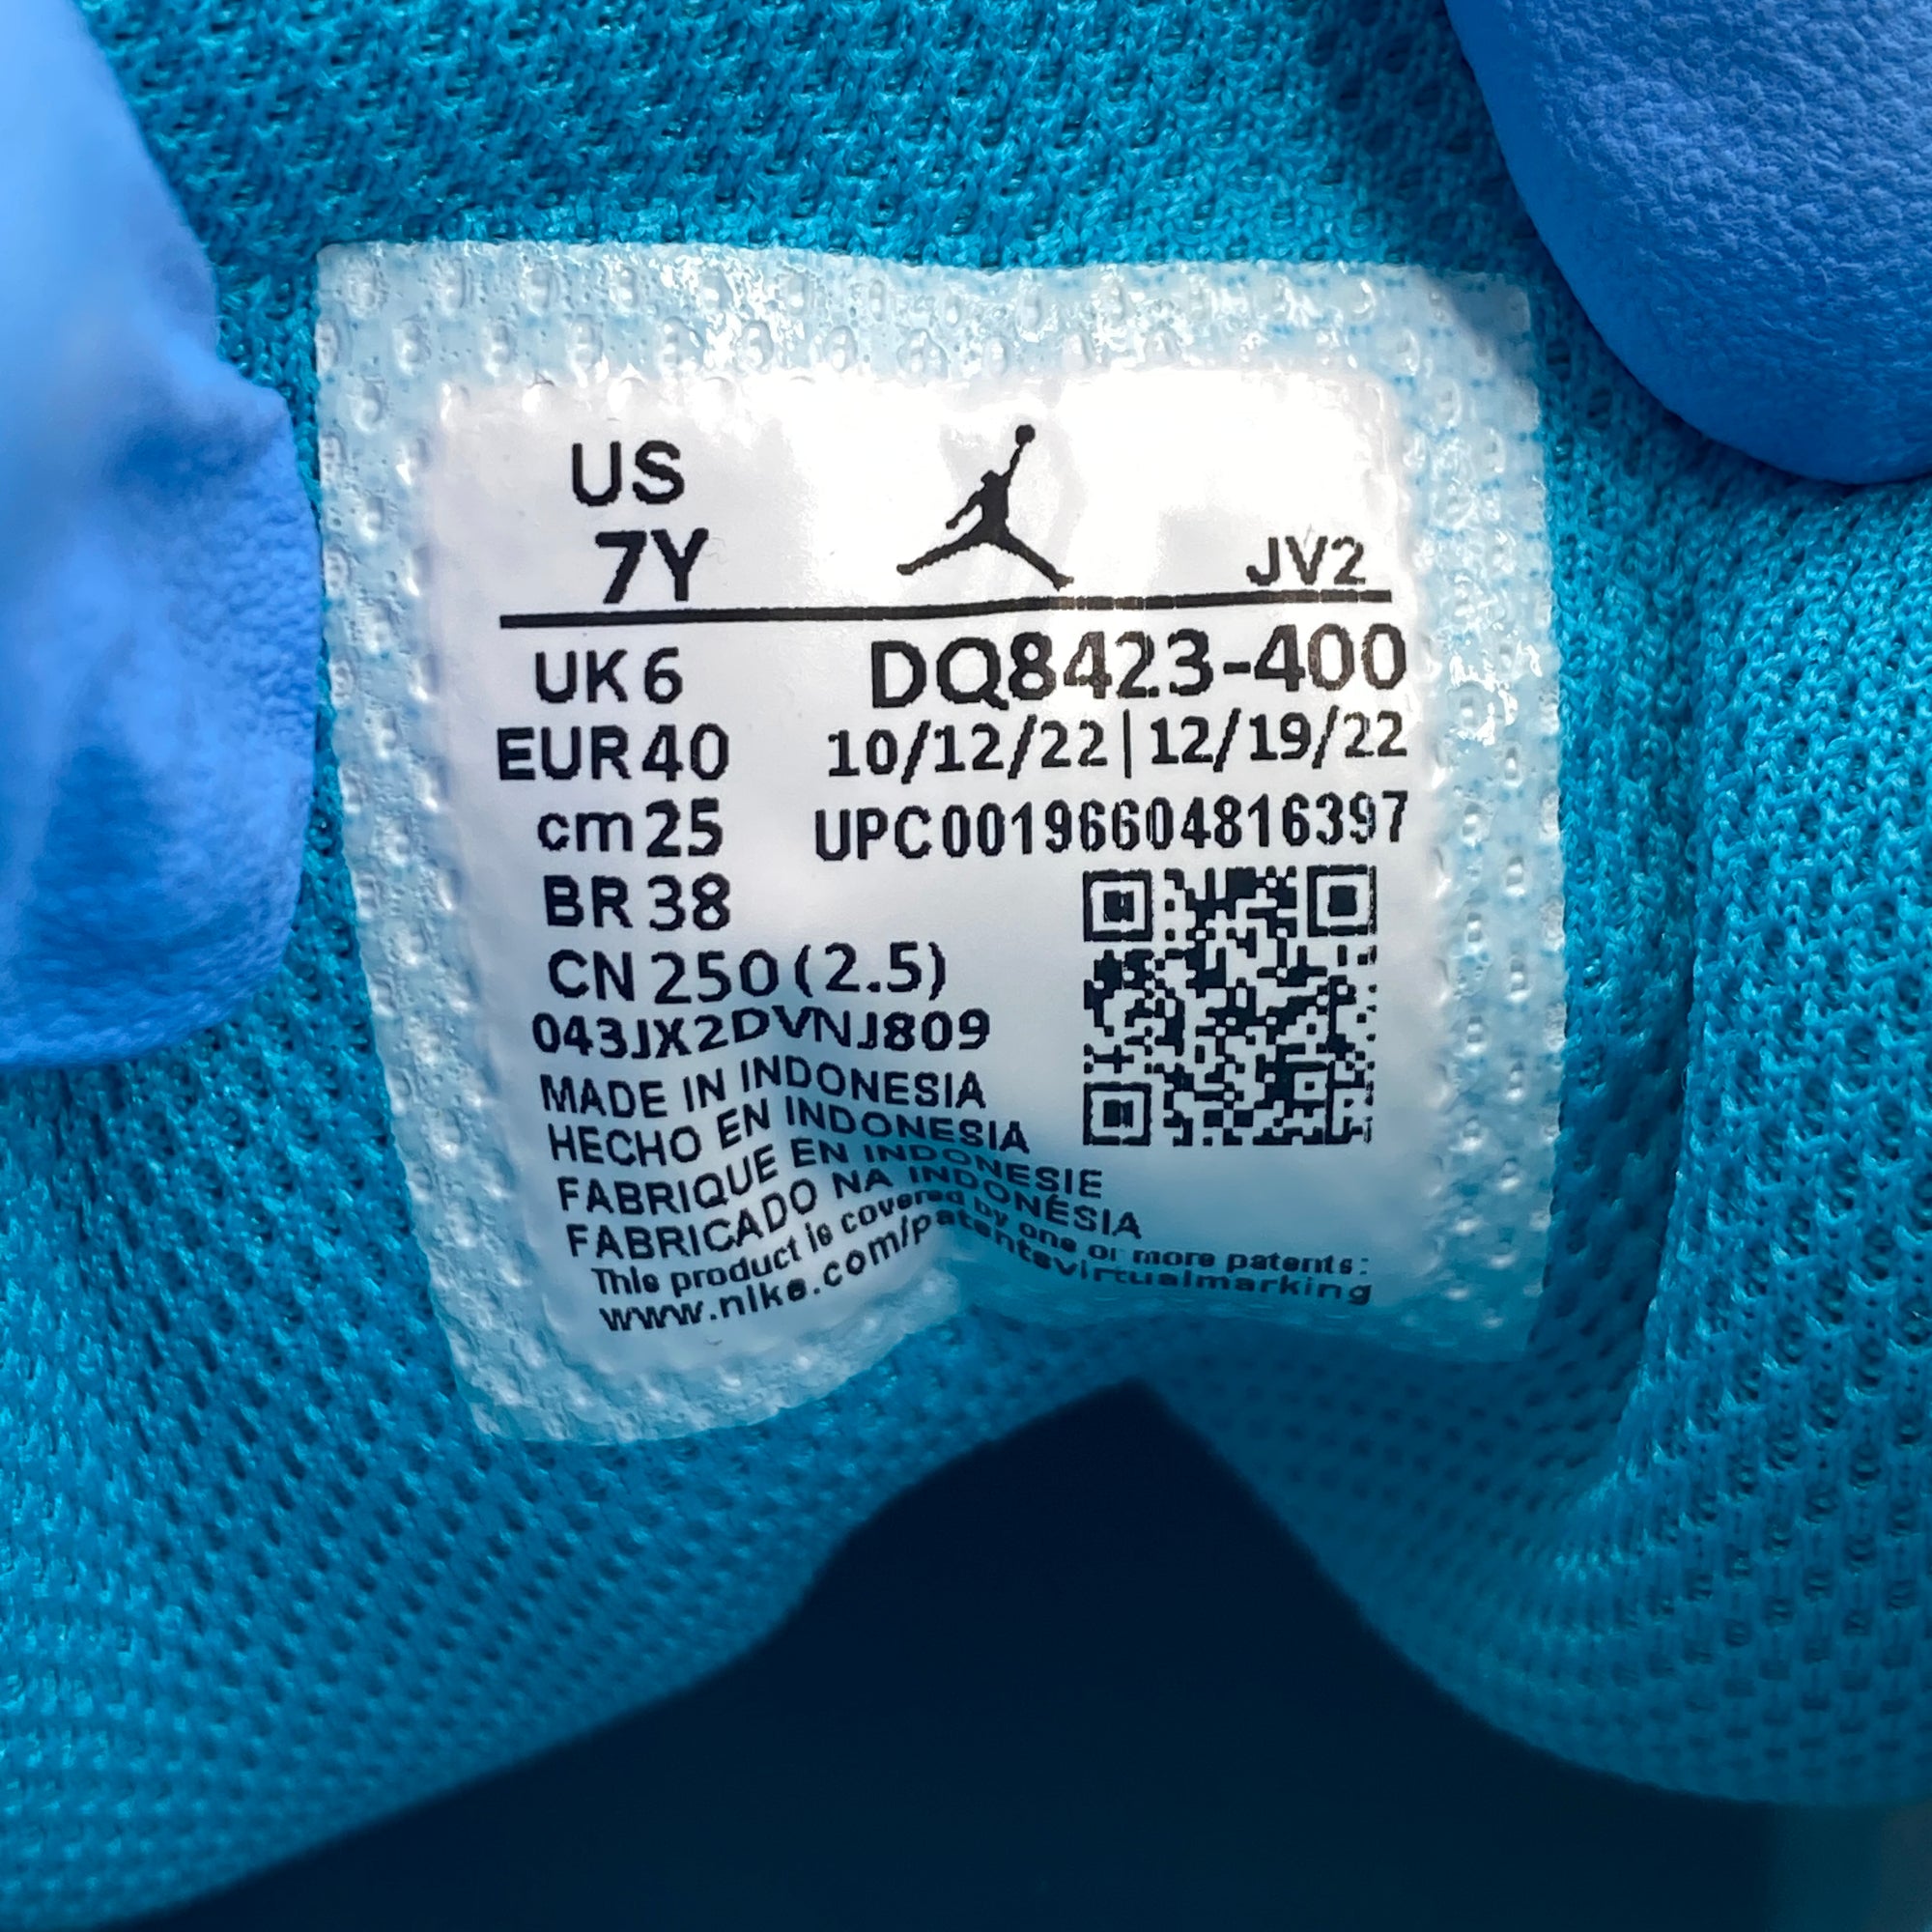 US
7Y
JV2
UK 6
DQ8423-400
EUR 40
10/12/22|12/19/22
cm 25
UPC00196604816397
BR 38
CN 250 (2.5)
043JX2DVNJ809
MADE IN INDONESIA
HECHO EN INDONESIA
FABRIQUE EN INDONESIE
FABRICADO NA INDONÉSIA
This product is covered by one or more patents:
www.nike.com/patentsvirtualmarking